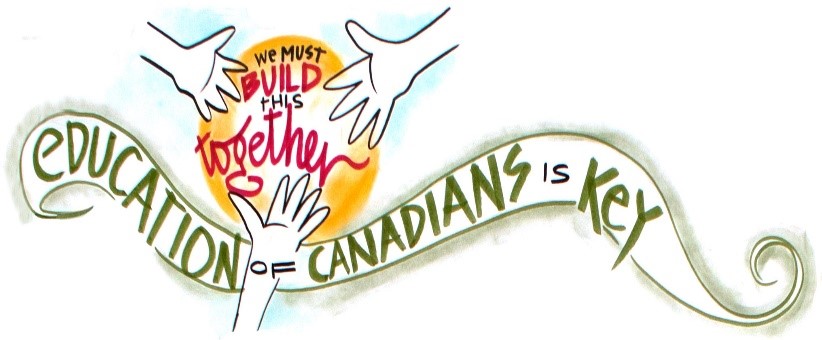 We MUST
BUILD
tHIS
together
eDUCATION OF CANADIANS IS KEY